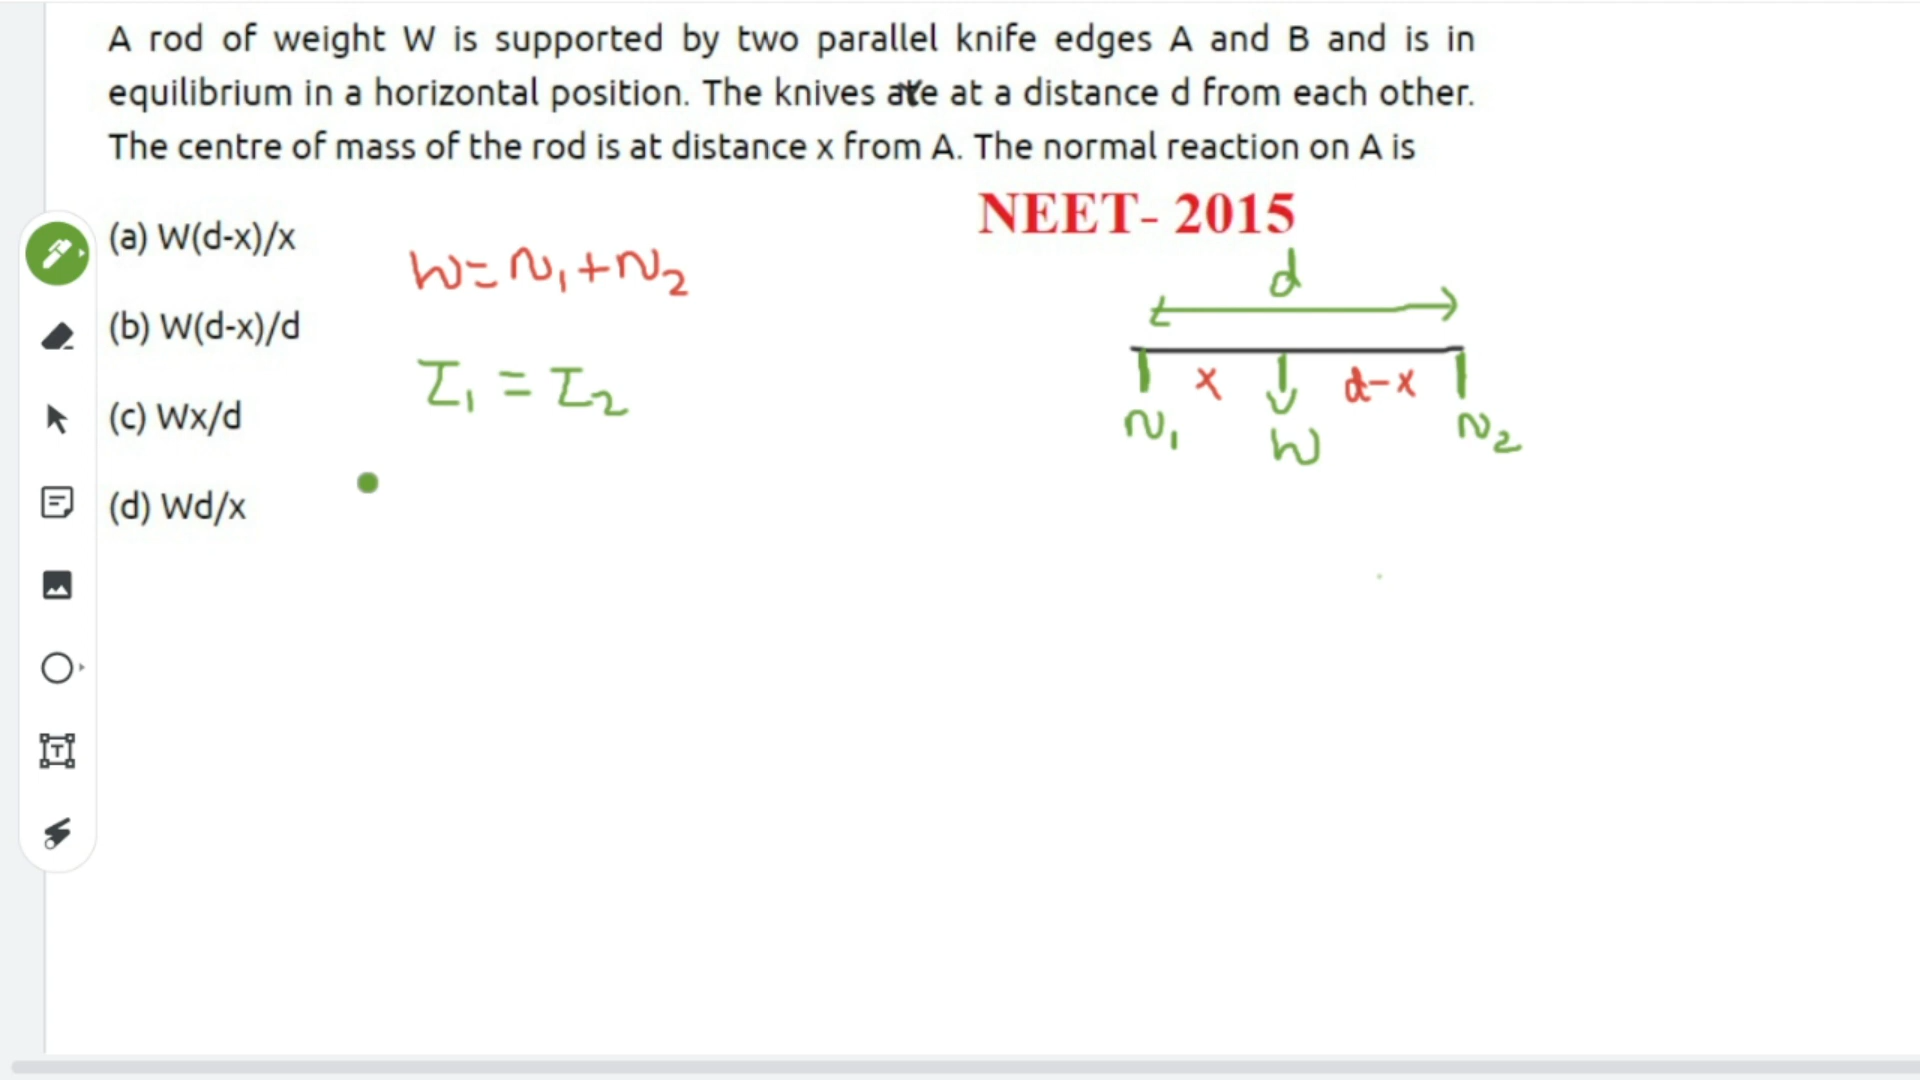 A rod of weight W is supported by two parallel knife edges A and B and is in
equilibrium in a horizontal position. The knives are at a distance d from each other.
The centre of mass of the rod is at distance x from A. The normal reaction on A is
NEET- 2015
(a) W(d-x)/x
(b) W(d-x)/d
(c) Wx/d
(d) Wd/x
W=N₁+N₂
τ₁ = τ₂
d
x
d-x
N₁
W
N₂
T